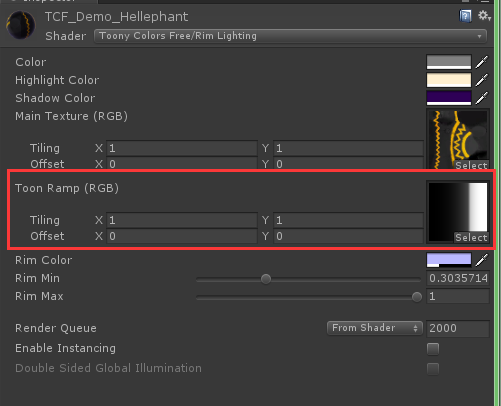 TCF_Demo_Hellephant
Shader Toony Colors Free/Rim Lighting
Color
Highlight Color
Shadow Color
Main Texture (RGB)
Tiling X 1 Y 1
Offset X 0 Y 0
Select
Toon Ramp (RGB)
Tiling X 1 Y 1
Offset X 0 Y 0
Select
Rim Color
Rim Min 0.3035714
Rim Max 1
Render Queue From Shader 2000
Enable Instancing
Double Sided Global Illumination